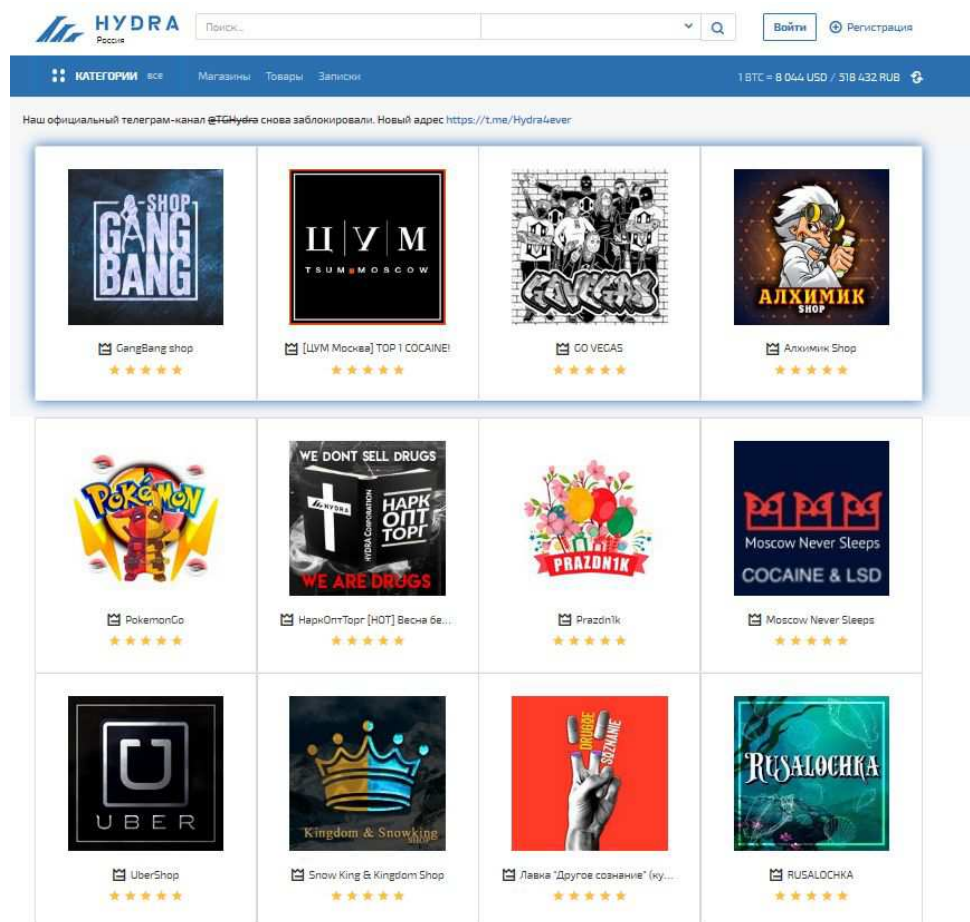 HYDRA
Россия
Поиск...
Войти
Регистрация
КАТЕГОРИИ все Магазины Товары Записки
1 BTC = 8 044 USD / 518 432 RUB
Наш официальный телеграм-канал @TGHydra снова заблокировали. Новый адрес https://t.me/Hydra4ever
A-SHOP
GANG
BANG
Ц|У|М
TSUM MOSCOW
GOVEGAS
АЛХИМИК
SHOP
GangBang shop
[ЦУМ Москва] TOP 1 COCAINE!
GO VEGAS
Алхимик Shop
POKéMON
WE DONT SELL DRUGS
HYDRA
HYDRA CORPORATION
НАРК
ОПТ
ТОРГ
WE ARE DRUGS
PRAZDN1K
Moscow Never Sleeps
COCAINE & LSD
PokemonGo
НаркОптТорг [HOT] Весна бе...
Prazdn1k
Moscow Never Sleeps
U
UBER
Kingdom & Snowking
SHOP
DRUGOE
SOZNANIE
RUSALOCHKA
UberShop
Snow King & Kingdom Shop
Лавка "Другое сознание" (ку...
RUSALOCHKA